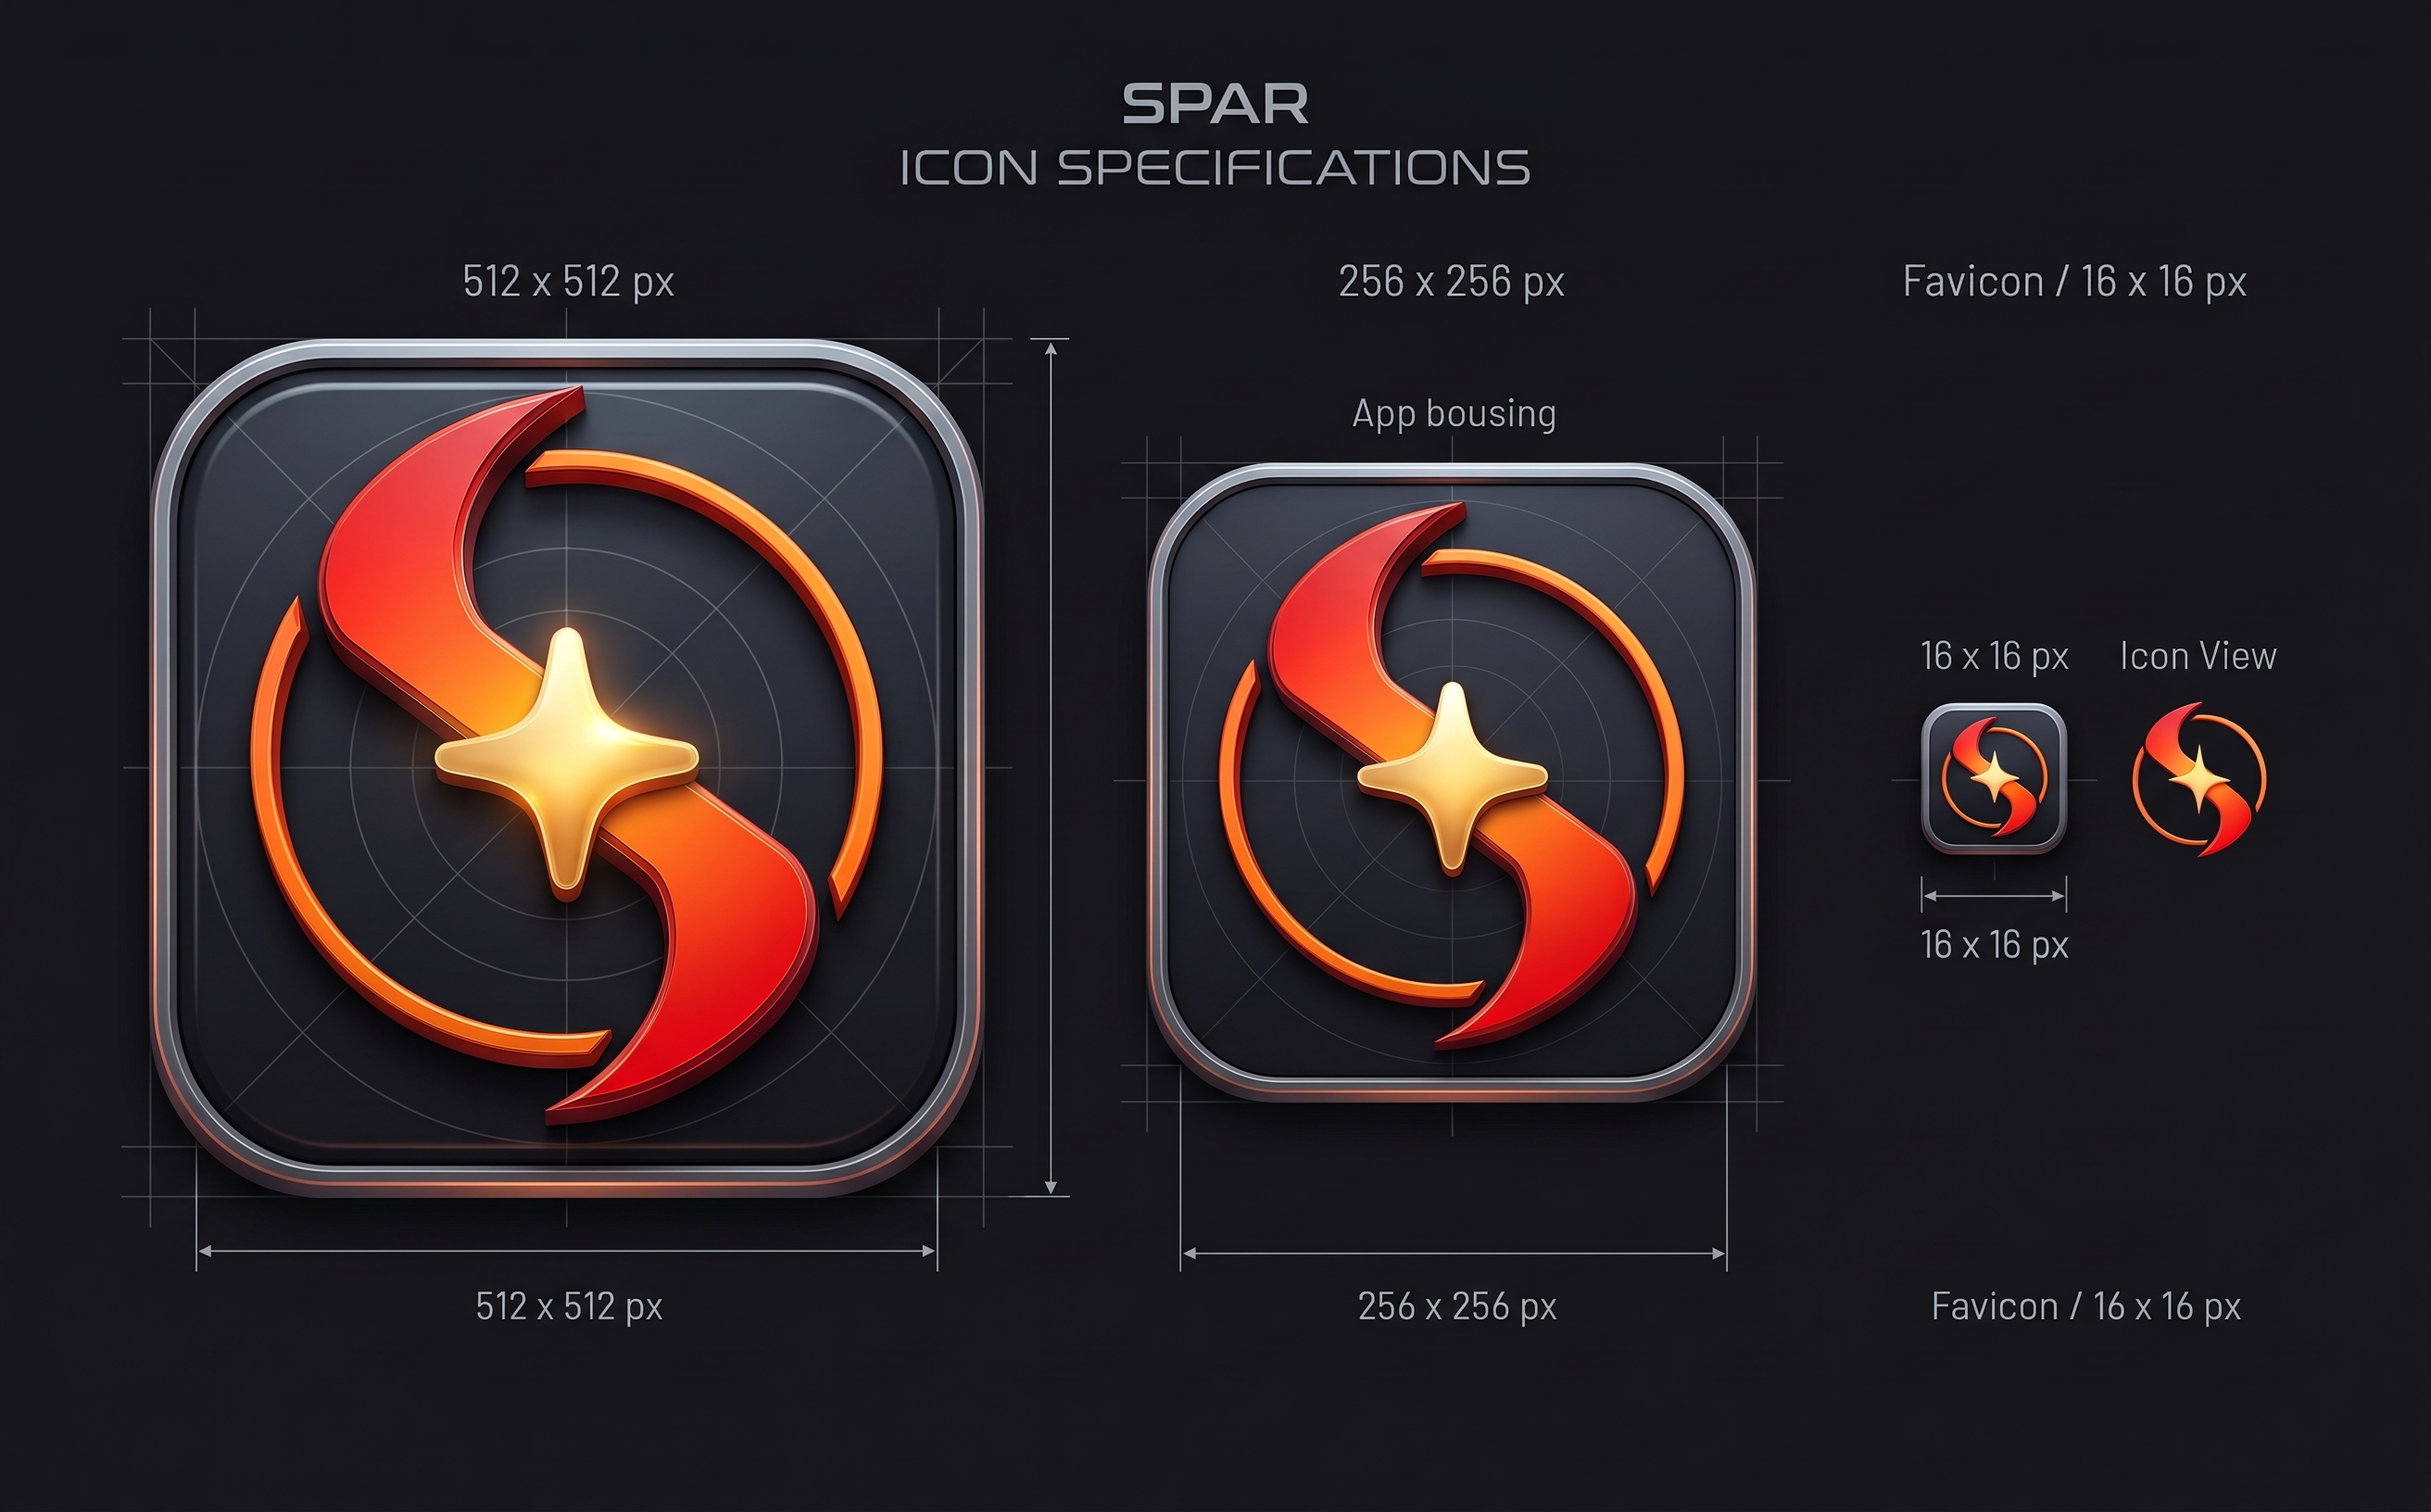 SPAR
ICON SPECIFICATIONS
512 x 512 px
256 x 256 px
Favicon / 16 x 16 px
App bousing
16 x 16 px
Icon View
16 x 16 px
512 x 512 px
256 x 256 px
Favicon / 16 x 16 px